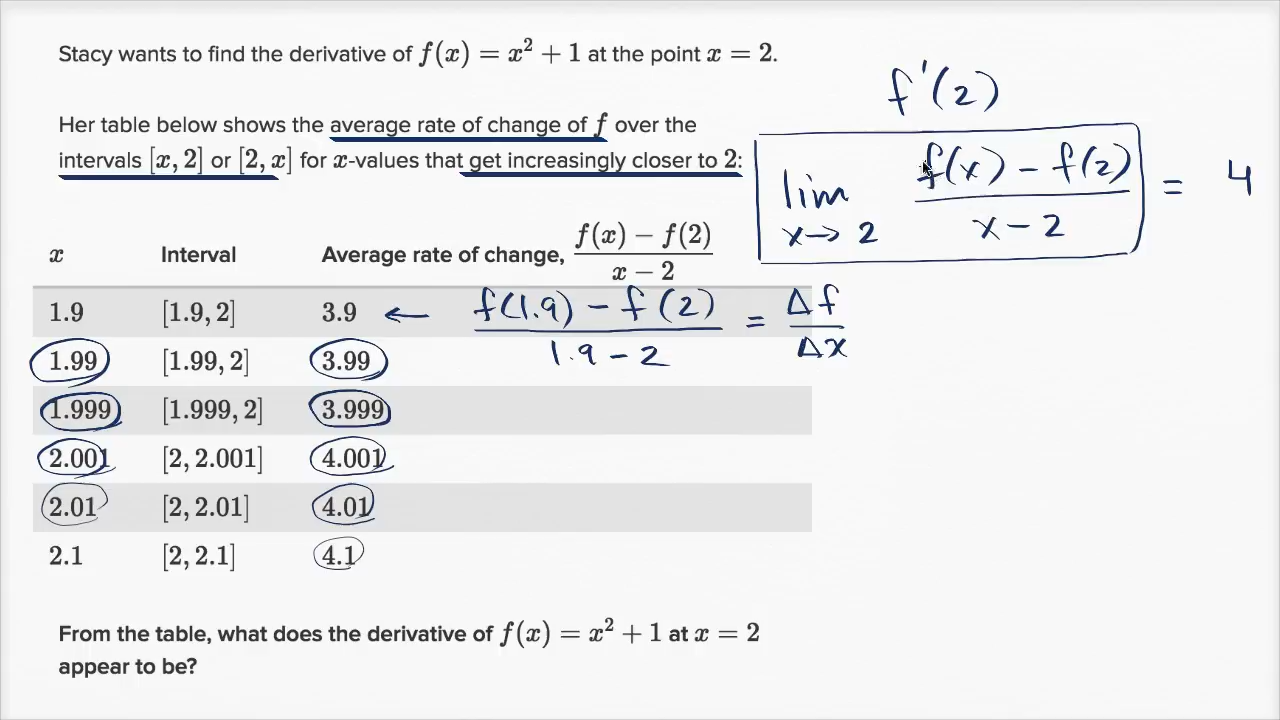 Stacy wants to find the derivative of f(x) = x² + 1 at the point x = 2.
f'(2)
Her table below shows the average rate of change of f over the
intervals [x, 2] or [2, x] for x-values that get increasingly closer to 2:
lim x→2 (f(x) − f(2))/(x − 2) = 4
x Interval Average rate of change, (f(x) − f(2))/(x − 2)
1.9 [1.9, 2] 3.9 ← (f(1.9) − f(2))/(1.9 − 2) = Δf/Δx
1.99 [1.99, 2] 3.99
1.999 [1.999, 2] 3.999
2.001 [2, 2.001] 4.001
2.01 [2, 2.01] 4.01
2.1 [2, 2.1] 4.1
From the table, what does the derivative of f(x) = x² + 1 at x = 2
appear to be?